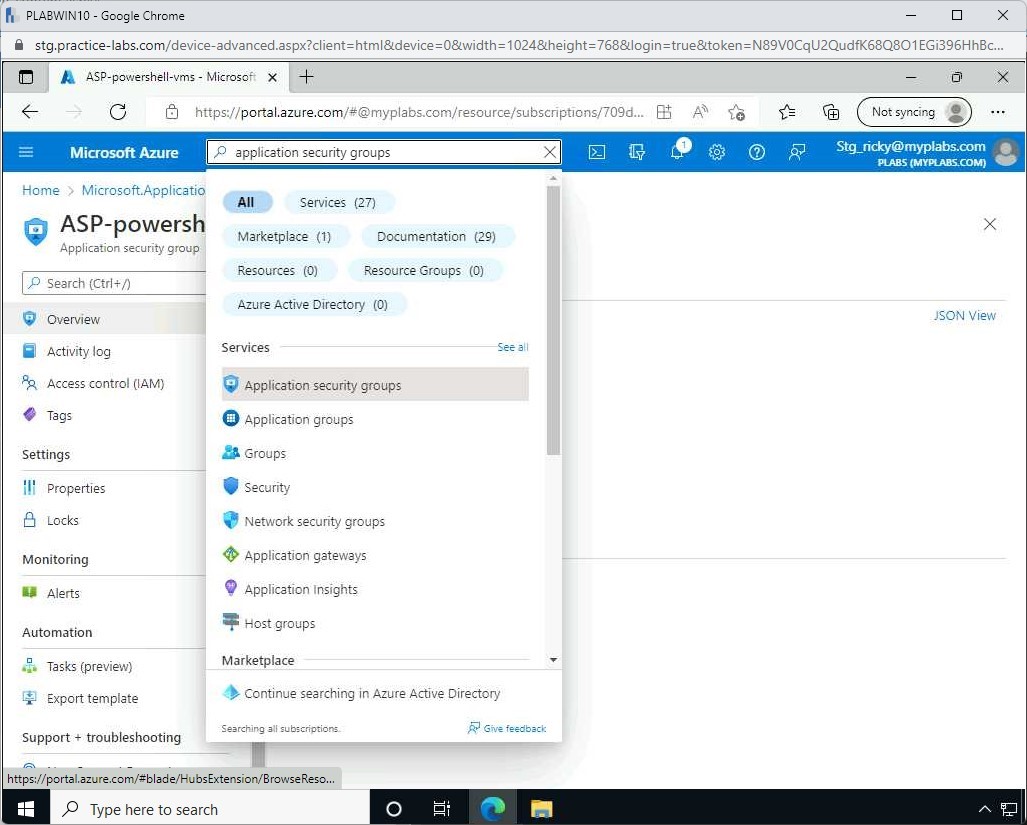 PLABWIN10 - Google Chrome
stg.practice-labs.com/device-advanced.aspx?client=html&device=0&width=1024&height=768&login=true&token=N89V0CqU2QudfK68Q8O1EGi396HhBc...
ASP-powershell-vms - Microsoft
https://portal.azure.com/#@myplabs.com/resource/subscriptions/709d...
Not syncing
Microsoft Azure
application security groups
1
Stg_ricky@myplabs.com
PLABS (MYPLABS.COM)
Home > Microsoft.Applicatio
ASP-powersh
Application security group
Search (Ctrl+/)
Overview
Activity log
Access control (IAM)
Tags
Settings
Properties
Locks
Monitoring
Alerts
Automation
Tasks (preview)
Export template
Support + troubleshooting
All
Services (27)
Marketplace (1)
Documentation (29)
Resources (0)
Resource Groups (0)
Azure Active Directory (0)
Services
See all
Application security groups
Application groups
Groups
Security
Network security groups
Application gateways
Application Insights
Host groups
Marketplace
Continue searching in Azure Active Directory
Searching all subscriptions.
Give feedback
JSON View
https://portal.azure.com/#blade/HubsExtension/BrowseReso...
Type here to search